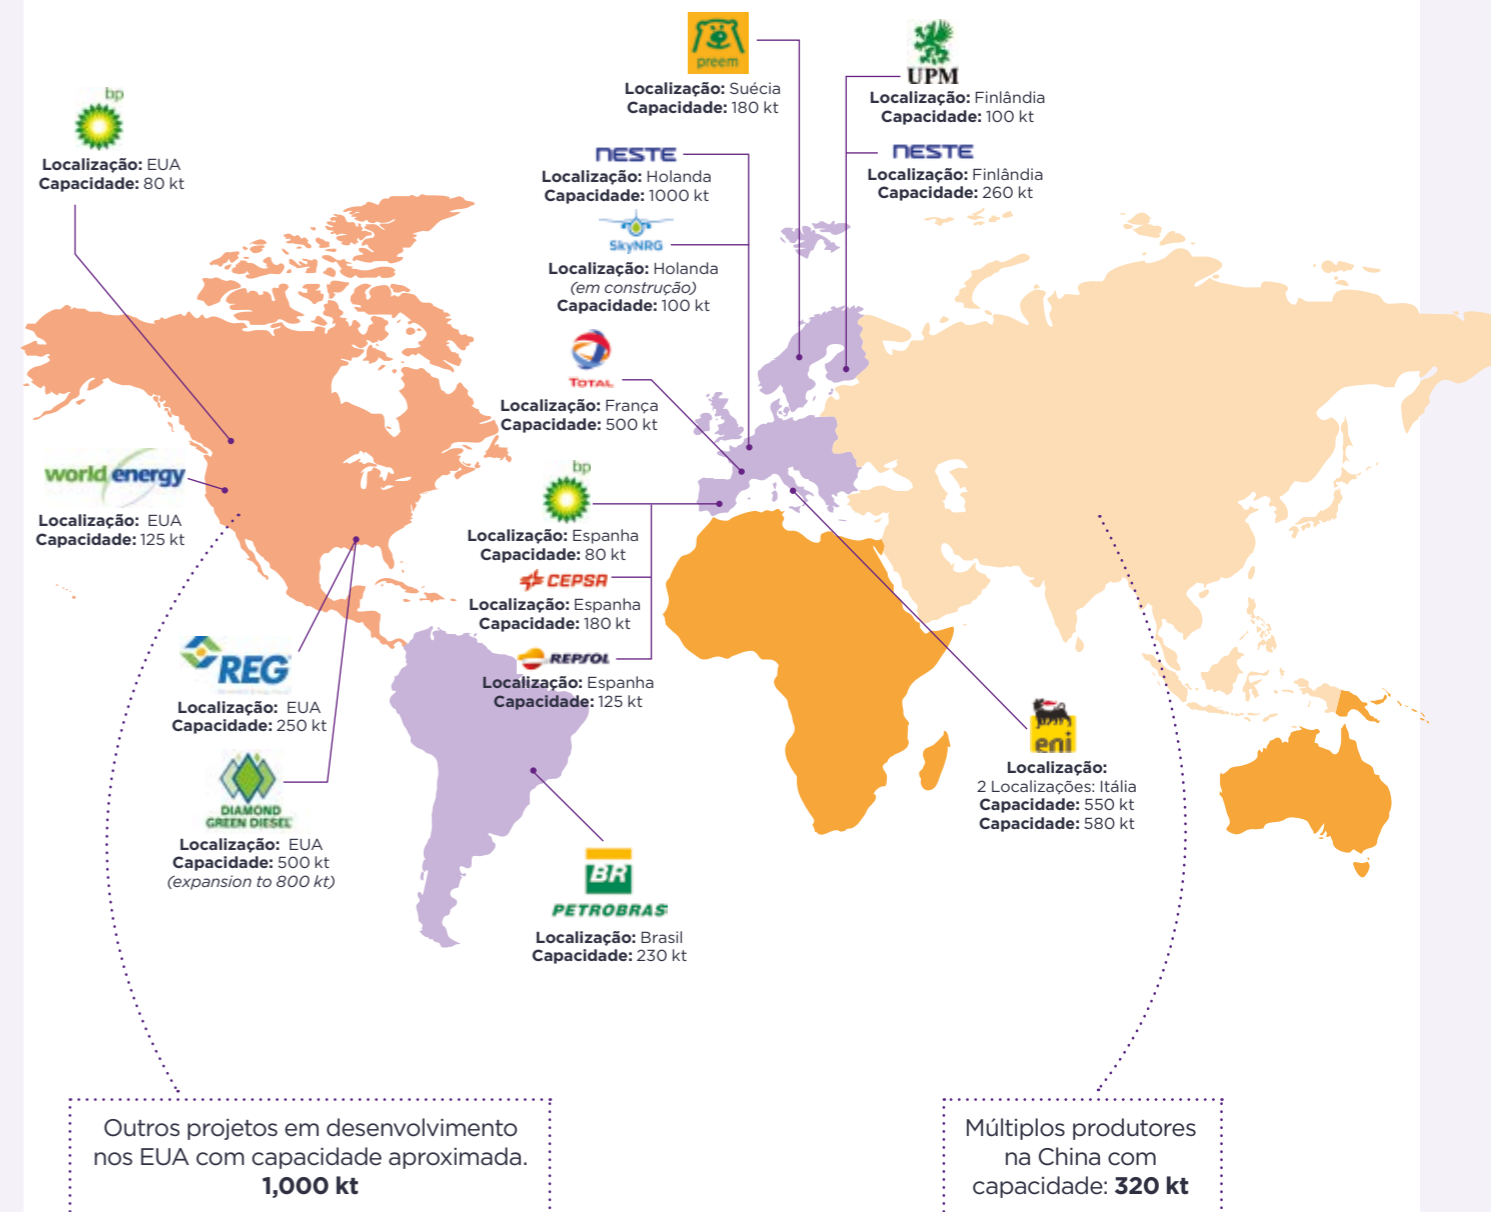 bp
Localização: EUA
Capacidade: 80 kt
preem
Localização: Suécia
Capacidade: 180 kt
UPM
Localização: Finlândia
Capacidade: 100 kt
NESTE
Localização: Finlândia
Capacidade: 260 kt
NESTE
Localização: Holanda
Capacidade: 1000 kt
SkyNRG
Localização: Holanda
(em construção)
Capacidade: 100 kt
TOTAL
Localização: França
Capacidade: 500 kt
world energy
Localização: EUA
Capacidade: 125 kt
bp
Localização: Espanha
Capacidade: 80 kt
CEPSA
Localização: Espanha
Capacidade: 180 kt
REPSOL
Localização: Espanha
Capacidade: 125 kt
REG
Localização: EUA
Capacidade: 250 kt
DIAMOND
GREEN DIESEL
Localização: EUA
Capacidade: 500 kt
(expansion to 800 kt)
eni
Localização:
2 Localizações: Itália
Capacidade: 550 kt
Capacidade: 580 kt
BR
PETROBRAS
Localização: Brasil
Capacidade: 230 kt
Outros projetos em desenvolvimento
nos EUA com capacidade aproximada.
1,000 kt
Múltiplos produtores
na China com
capacidade: 320 kt